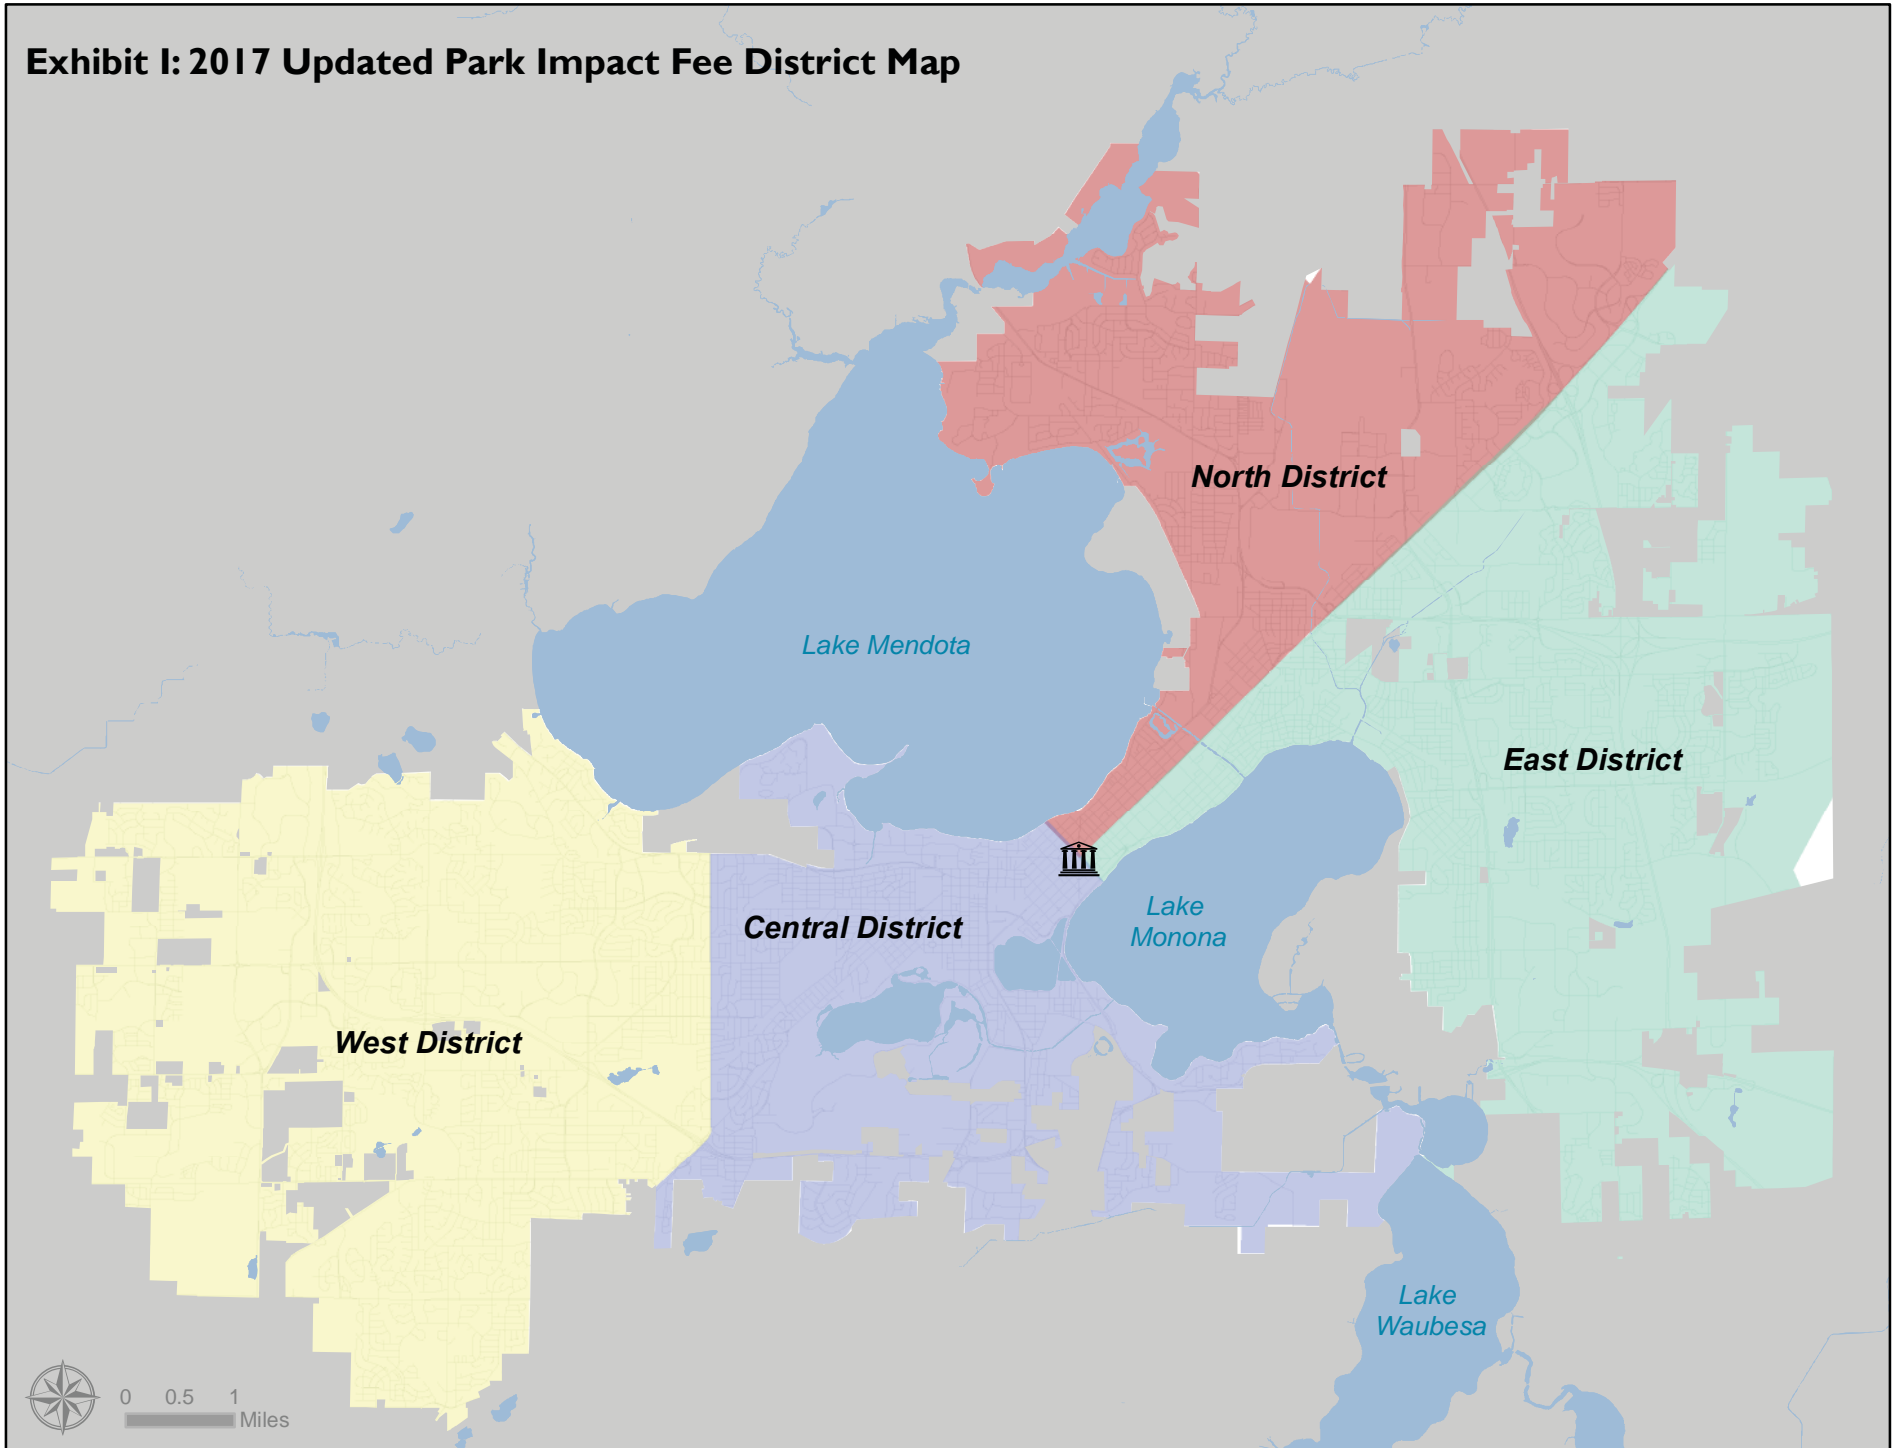 Exhibit I: 2017 Updated Park Impact Fee District Map
North District
Lake Mendota
East District
Lake
Monona
Central District
West District
Lake
Waubesa
0 0.5 1
Miles